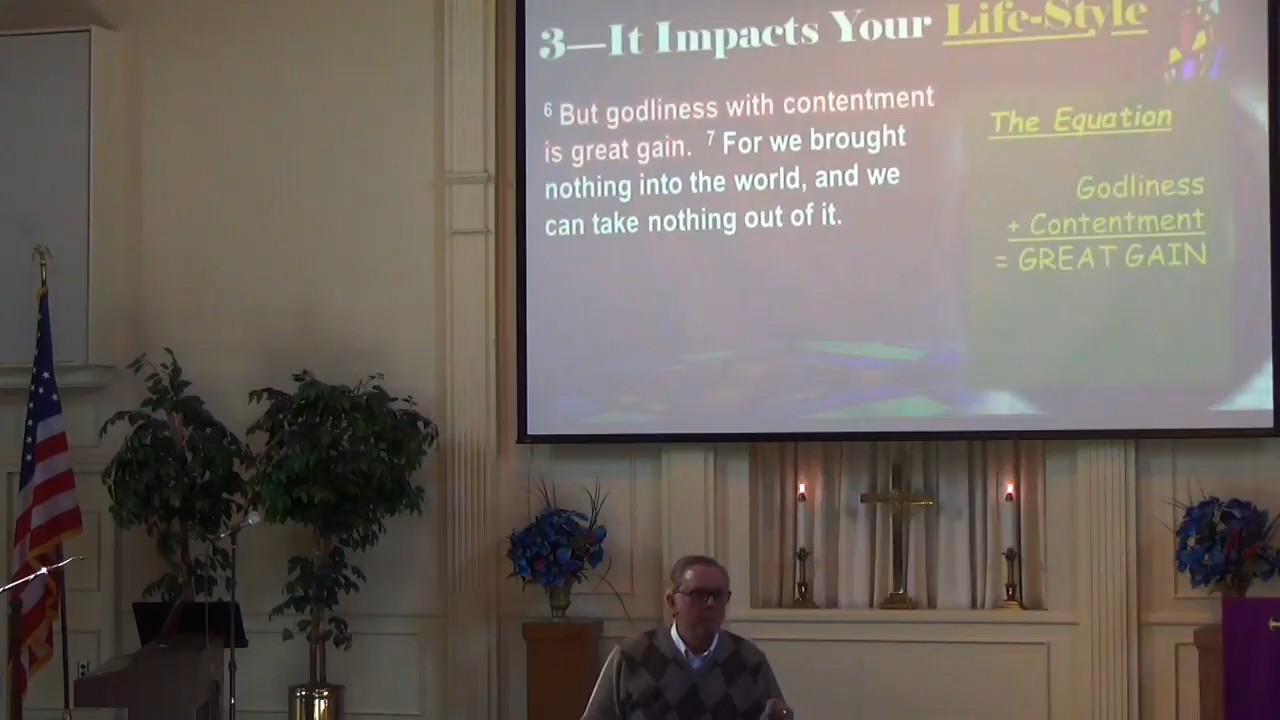 3—It Impacts Your Life-Style
⁶ But godliness with contentment
is great gain. ⁷ For we brought
nothing into the world, and we
can take nothing out of it.
The Equation
Godliness
+ Contentment
= GREAT GAIN